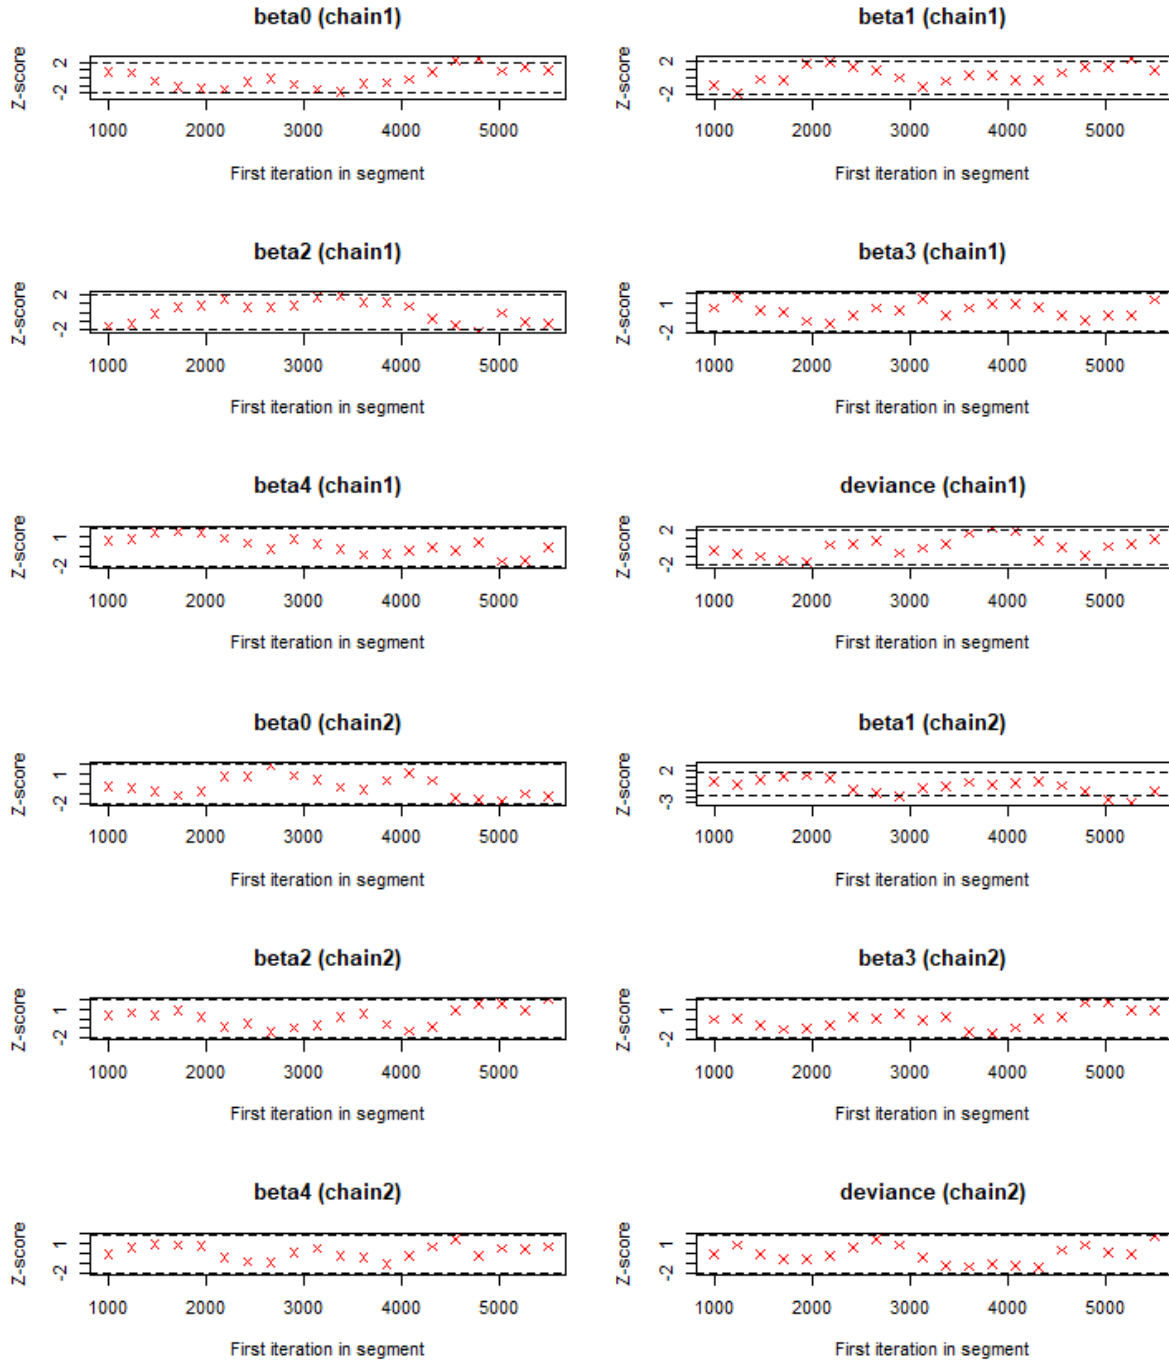 beta0 (chain1)
Z-score
2
-2
1000 2000 3000 4000 5000
First iteration in segment
beta1 (chain1)
Z-score
2
-2
1000 2000 3000 4000 5000
First iteration in segment
beta2 (chain1)
Z-score
2
-2
1000 2000 3000 4000 5000
First iteration in segment
beta3 (chain1)
Z-score
1
-2
1000 2000 3000 4000 5000
First iteration in segment
beta4 (chain1)
Z-score
1
-2
1000 2000 3000 4000 5000
First iteration in segment
deviance (chain1)
Z-score
2
-2
1000 2000 3000 4000 5000
First iteration in segment
beta0 (chain2)
Z-score
1
-2
1000 2000 3000 4000 5000
First iteration in segment
beta1 (chain2)
Z-score
2
-3
1000 2000 3000 4000 5000
First iteration in segment
beta2 (chain2)
Z-score
1
-2
1000 2000 3000 4000 5000
First iteration in segment
beta3 (chain2)
Z-score
1
-2
1000 2000 3000 4000 5000
First iteration in segment
beta4 (chain2)
Z-score
1
-2
1000 2000 3000 4000 5000
First iteration in segment
deviance (chain2)
Z-score
1
-2
1000 2000 3000 4000 5000
First iteration in segment